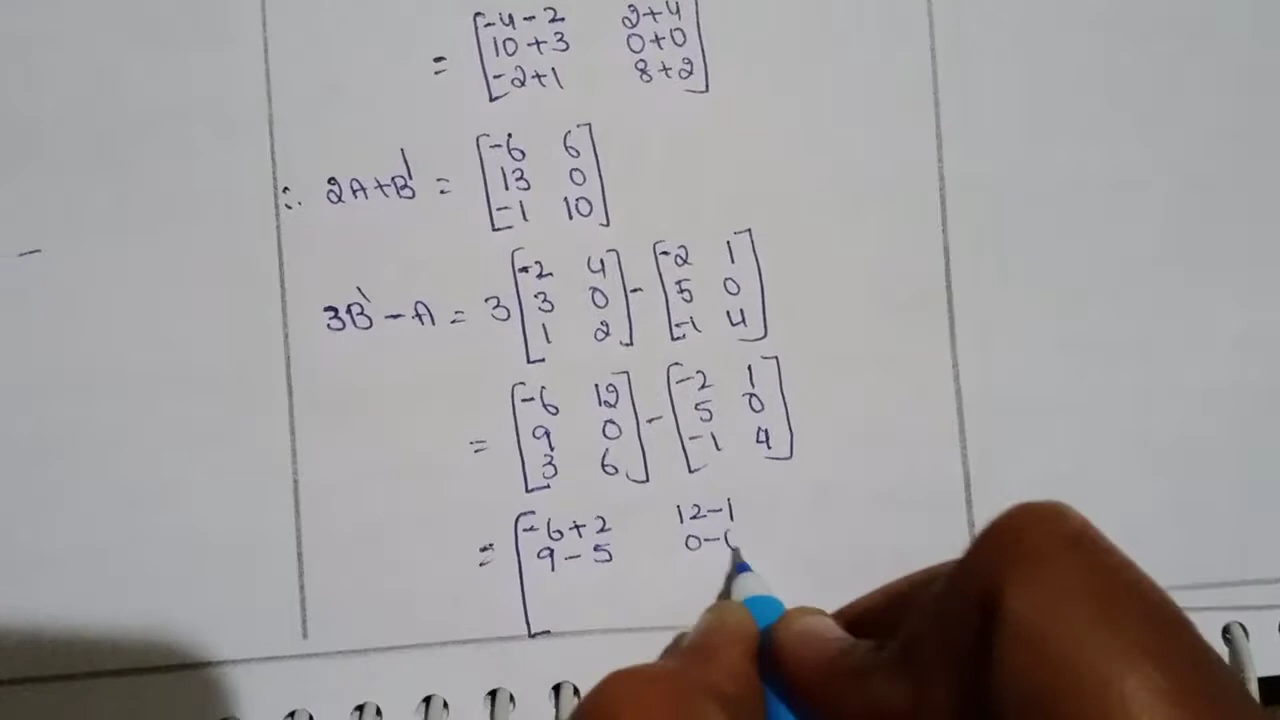 -4-2 2+4
= 10+3 0+0
-2+1 8+2
-6 6
∴ 2A+B' = 13 0
-1 10
-2 4 -2 1
3B'-A = 3 3 0 - 5 0
1 2 -1 4
-6 12 -2 1
= 9 0 - 5 0
3 6 -1 4
= -6+2 12-1
9-5 0-